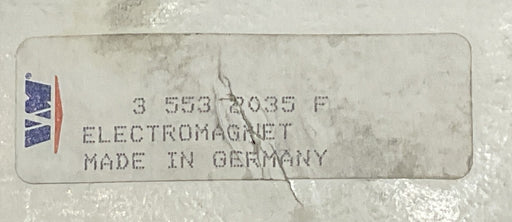 3 553 2035 F
ELECTROMAGNET
MADE IN GERMANY